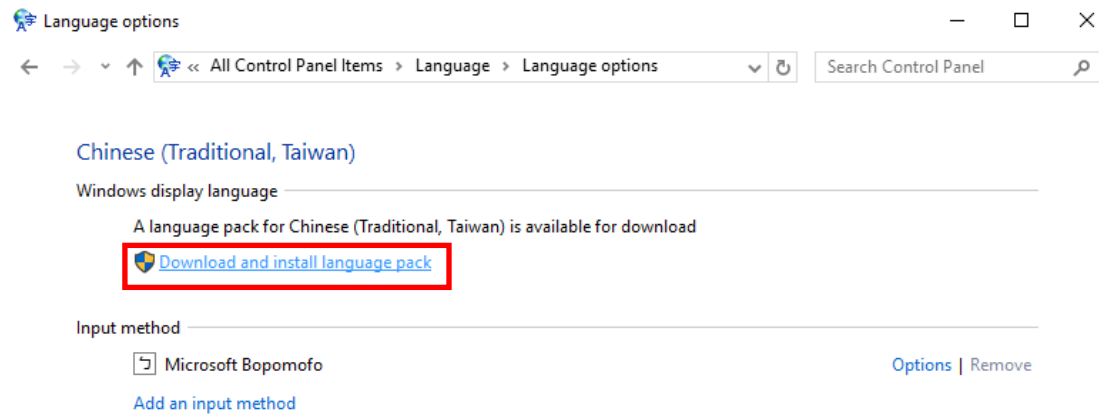 Language options
« All Control Panel Items › Language › Language options
Search Control Panel
Chinese (Traditional, Taiwan)
Windows display language
A language pack for Chinese (Traditional, Taiwan) is available for download
Download and install language pack
Input method
ㄅ Microsoft Bopomofo Options | Remove
Add an input method